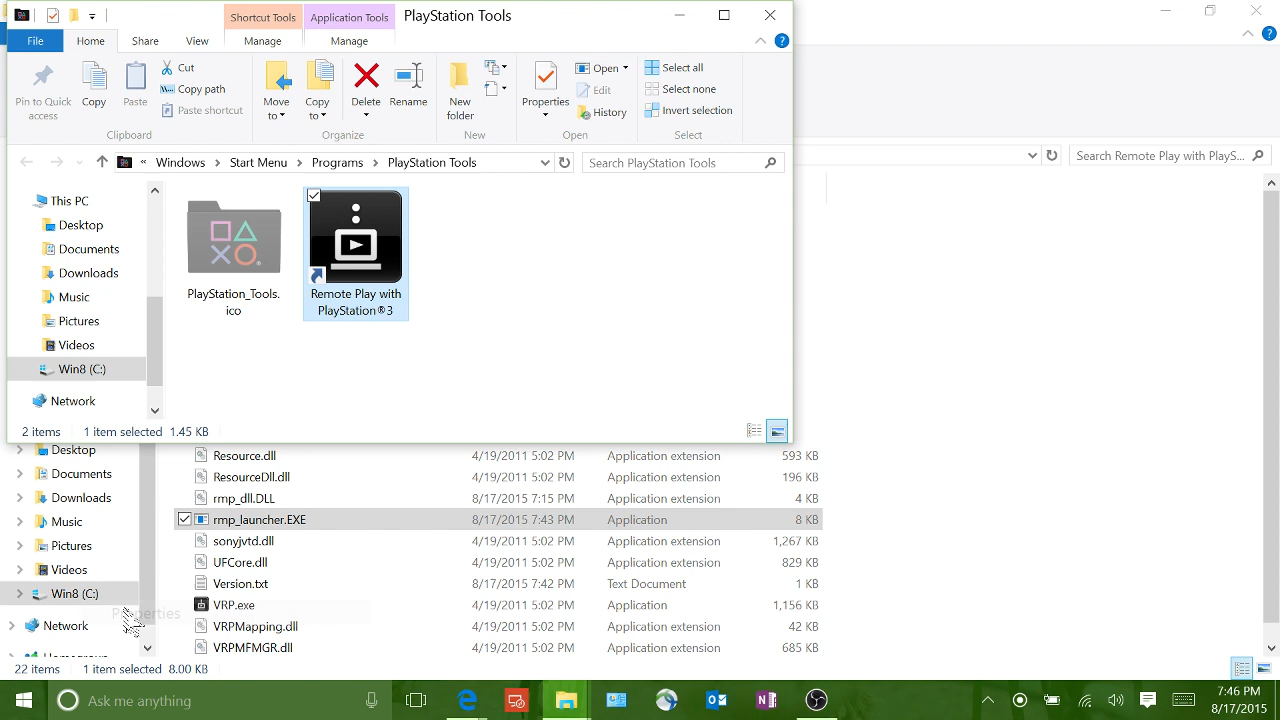 Shortcut Tools
Application Tools
PlayStation Tools
File
Home
Share
View
Manage
Manage
Pin to Quick access
Copy
Paste
Cut
Copy path
Paste shortcut
Clipboard
Move to
Copy to
Delete
Rename
Organize
New folder
New
Properties
Open
Edit
History
Open
Select all
Select none
Invert selection
Select
« Windows > Start Menu > Programs > PlayStation Tools
Search PlayStation Tools
Search Remote Play with PlayS...
This PC
Desktop
Documents
Downloads
Music
Pictures
Videos
Win8 (C:)
Network
PlayStation_Tools.
ico
Remote Play with
PlayStation®3
2 items 1 item selected 1.45 KB
Desktop
Documents
Downloads
Music
Pictures
Videos
Win8 (C:)
Network
Properties
Resource.dll 4/19/2011 5:02 PM Application extension 593 KB
ResourceDll.dll 4/19/2011 5:02 PM Application extension 196 KB
rmp_dll.DLL 8/17/2015 7:15 PM Application extension 4 KB
rmp_launcher.EXE 8/17/2015 7:43 PM Application 8 KB
sonyjvtd.dll 4/19/2011 5:02 PM Application extension 1,267 KB
UFCore.dll 4/19/2011 5:02 PM Application extension 829 KB
Version.txt 8/17/2015 7:42 PM Text Document 1 KB
VRP.exe 4/19/2011 5:02 PM Application 1,156 KB
VRPMapping.dll 4/19/2011 5:02 PM Application extension 42 KB
VRPMFMGR.dll 4/19/2011 5:02 PM Application extension 685 KB
22 items 1 item selected 8.00 KB
Ask me anything
7:46 PM
8/17/2015